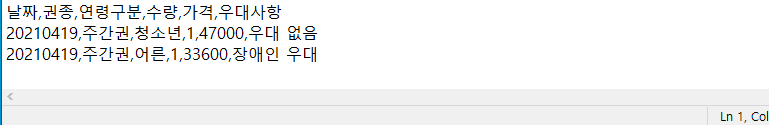 날짜,권종,연령구분,수량,가격,우대사항
20210419,주간권,청소년,1,47000,우대 없음
20210419,주간권,어른,1,33600,장애인 우대
Ln 1, Col